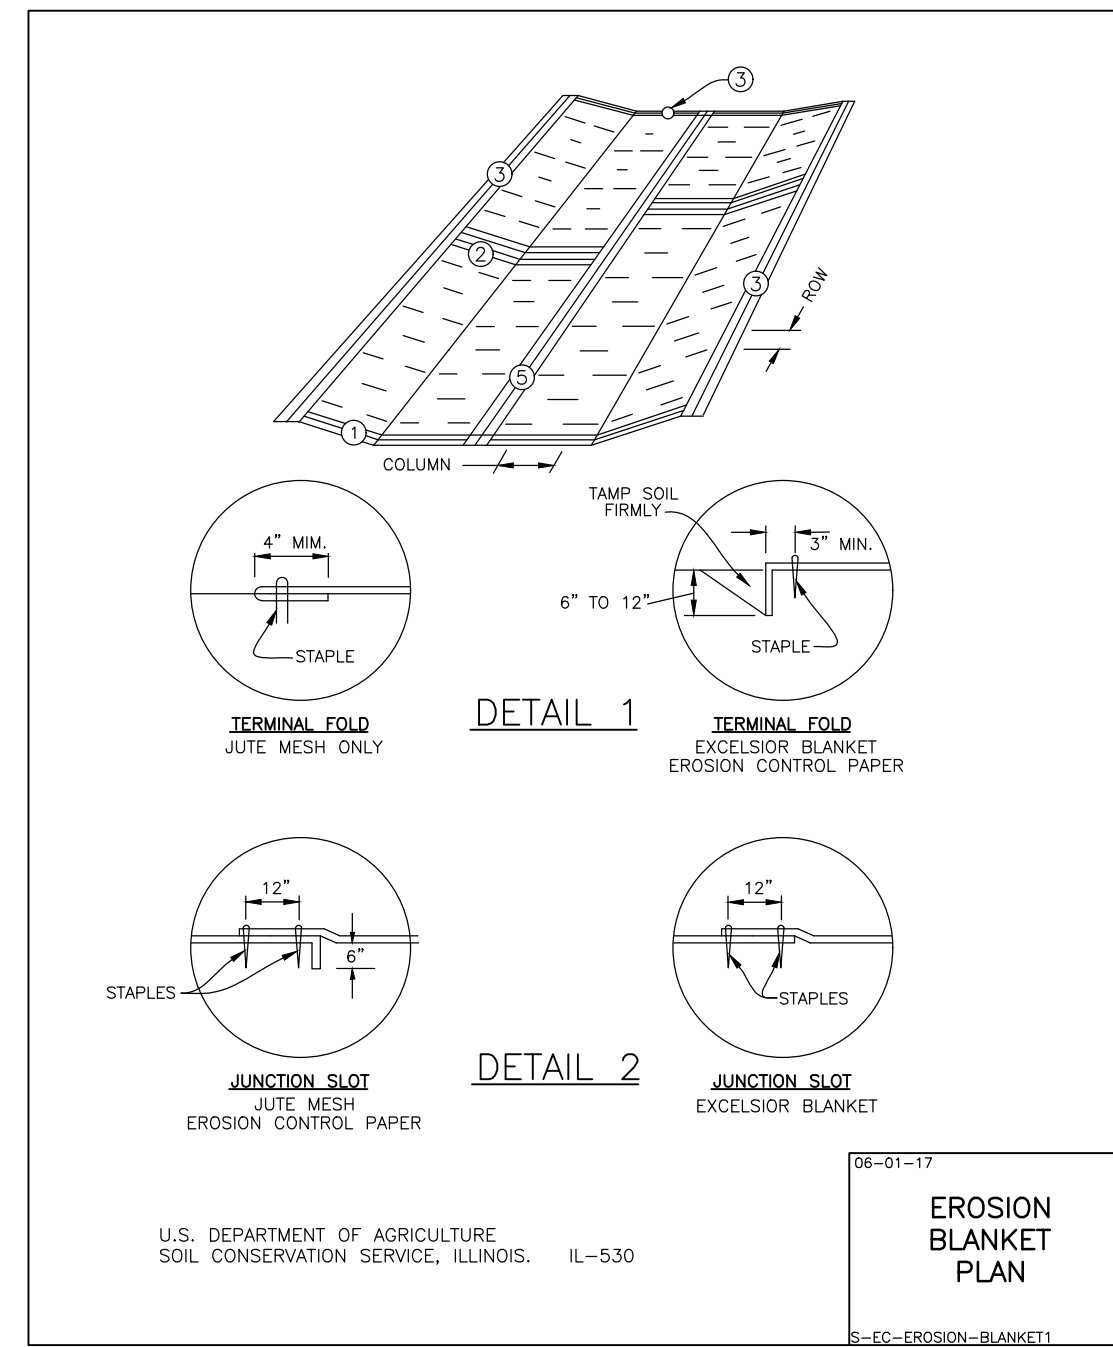 3
3
2
3
ROW
5
1
COLUMN
TAMP SOIL
FIRMLY
4" MIM.
3" MIN.
6" TO 12"
STAPLE
STAPLE
DETAIL 1
TERMINAL FOLD
JUTE MESH ONLY
TERMINAL FOLD
EXCELSIOR BLANKET
EROSION CONTROL PAPER
12"
6"
STAPLES
12"
STAPLES
DETAIL 2
JUNCTION SLOT
JUTE MESH
EROSION CONTROL PAPER
JUNCTION SLOT
EXCELSIOR BLANKET
U.S. DEPARTMENT OF AGRICULTURE
SOIL CONSERVATION SERVICE, ILLINOIS. IL-530
06-01-17
EROSION
BLANKET
PLAN
S-EC-EROSION-BLANKET1